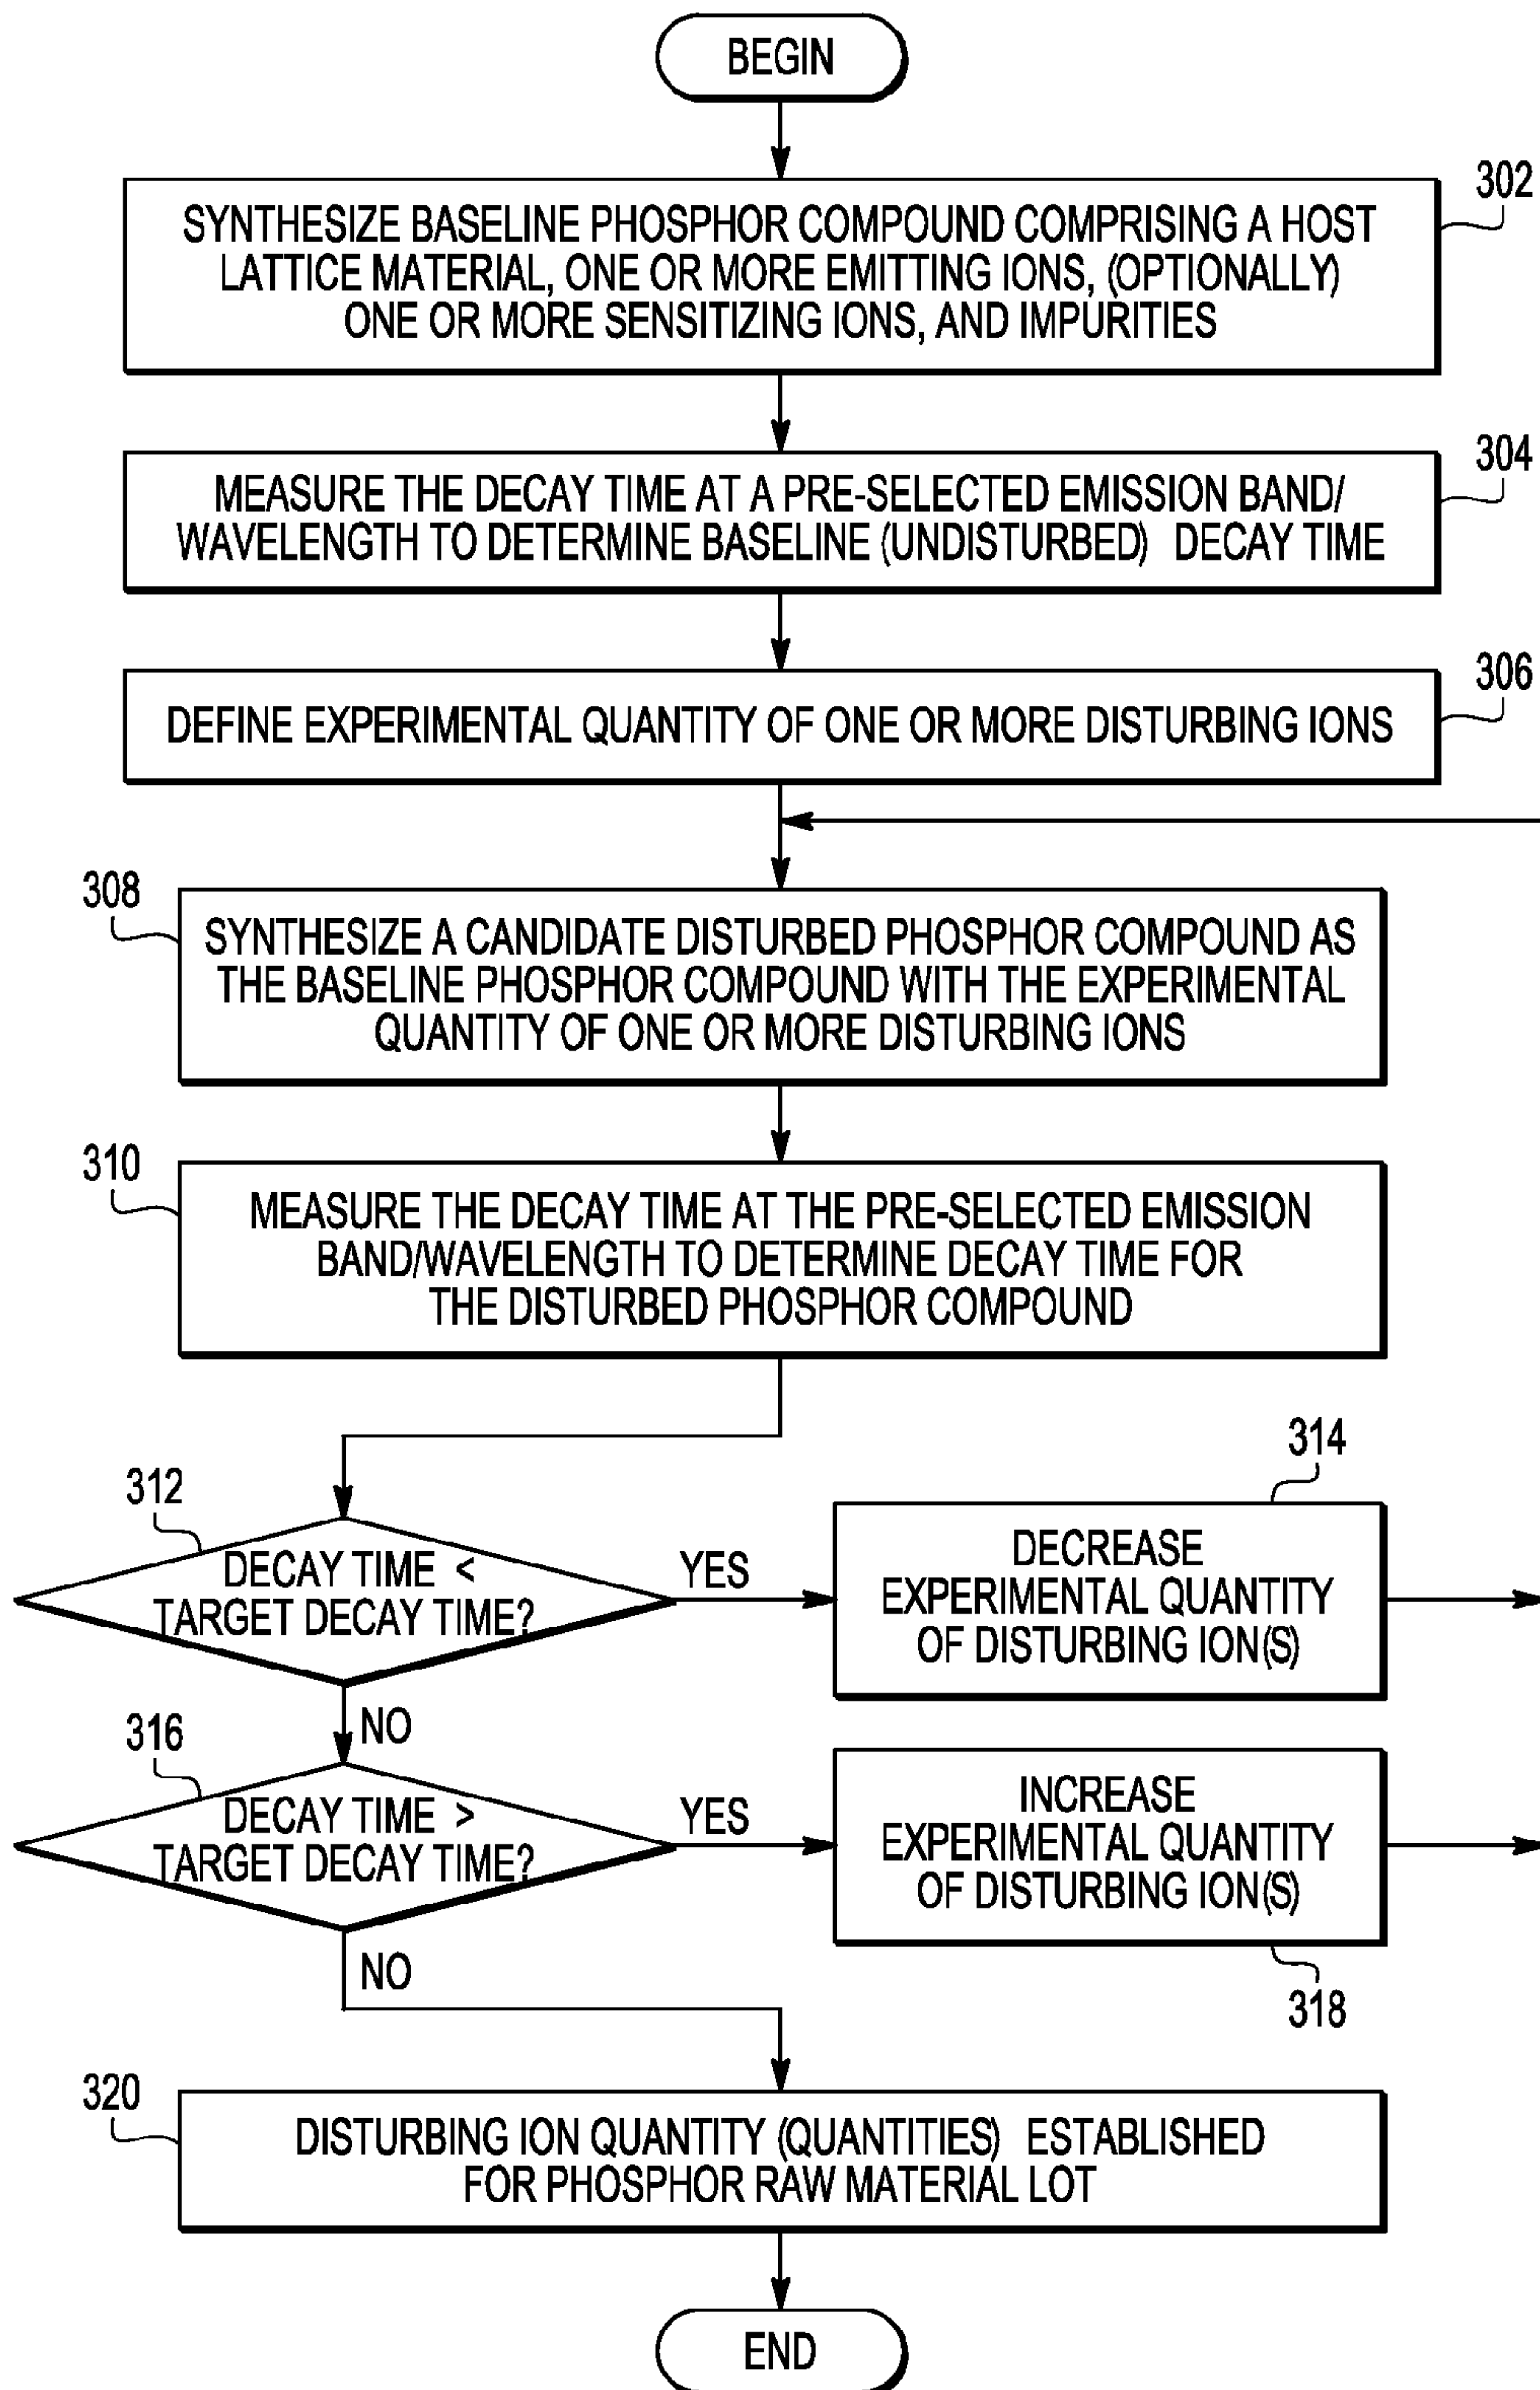 BEGIN
302
SYNTHESIZE BASELINE PHOSPHOR COMPOUND COMPRISING A HOST
LATTICE MATERIAL, ONE OR MORE EMITTING IONS, (OPTIONALLY)
ONE OR MORE SENSITIZING IONS, AND IMPURITIES
304
MEASURE THE DECAY TIME AT A PRE-SELECTED EMISSION BAND/
WAVELENGTH TO DETERMINE BASELINE (UNDISTURBED) DECAY TIME
306
DEFINE EXPERIMENTAL QUANTITY OF ONE OR MORE DISTURBING IONS
308
SYNTHESIZE A CANDIDATE DISTURBED PHOSPHOR COMPOUND AS
THE BASELINE PHOSPHOR COMPOUND WITH THE EXPERIMENTAL
QUANTITY OF ONE OR MORE DISTURBING IONS
310
MEASURE THE DECAY TIME AT THE PRE-SELECTED EMISSION
BAND/WAVELENGTH TO DETERMINE DECAY TIME FOR
THE DISTURBED PHOSPHOR COMPOUND
312
DECAY TIME <
TARGET DECAY TIME?
YES
314
DECREASE
EXPERIMENTAL QUANTITY
OF DISTURBING ION(S)
NO
316
DECAY TIME >
TARGET DECAY TIME?
YES
INCREASE
EXPERIMENTAL QUANTITY
OF DISTURBING ION(S)
318
NO
320
DISTURBING ION QUANTITY (QUANTITIES) ESTABLISHED
FOR PHOSPHOR RAW MATERIAL LOT
END